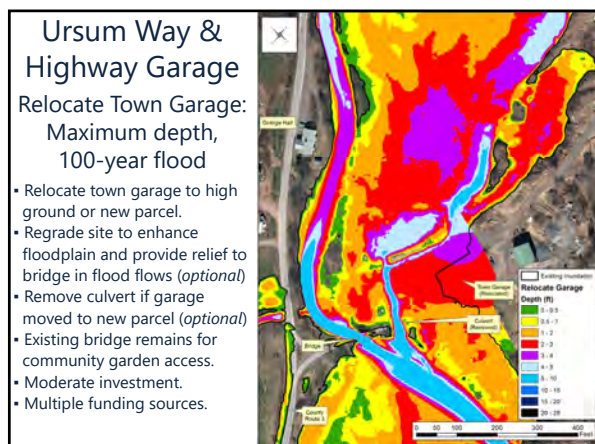 Ursum Way &
Highway Garage
Relocate Town Garage:
Maximum depth,
100-year flood
▪ Relocate town garage to high
ground or new parcel.
▪ Regrade site to enhance
floodplain and provide relief to
bridge in flood flows (optional)
▪ Remove culvert if garage
moved to new parcel (optional)
▪ Existing bridge remains for
community garden access.
▪ Moderate investment.
▪ Multiple funding sources.
Grange Hall
Town Garage
(Relocated)
Culvert
(Removed)
Bridge
County
Route 3
Existing Inundation
Relocate Garage
Depth (ft)
0 - 0.5
0.5 - 1
1 - 2
2 - 3
3 - 4
4 - 5
5 - 10
10 - 15
15 - 20
20 - 25
0 100 200 300 400
Feet